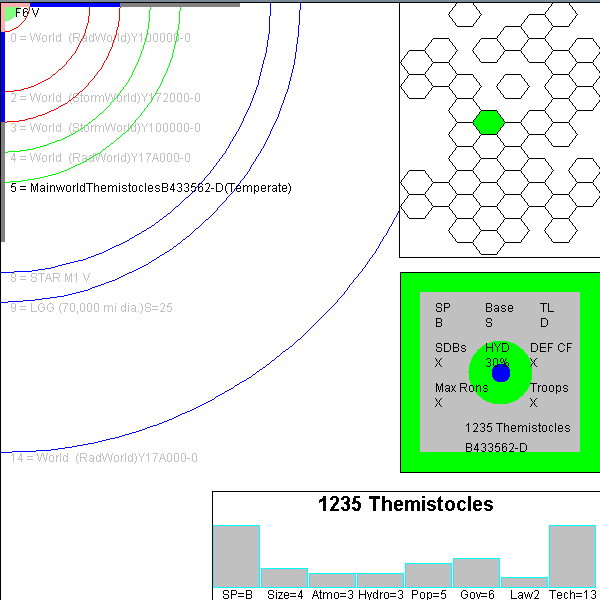 F6 V
0 = World  (RadWorld)Y100000-0
2 = World  (StormWorld)Y172000-0
3 = World  (StormWorld)Y100000-0
4 = World  (RadWorld)Y17A000-0
5 = MainworldThemistoclesB433562-D(Temperate)
8 = STAR M1 V
9 = LGG (70,000 mi dia.)S=25
14 = World  (RadWorld)Y17A000-0
SP Base TL
B S D
SDBs HYD DEF CF
X 30% X
Max Rons Troops
X X
1235 Themistocles
B433562-D
1235 Themistocles
SP=B Size=4 Atmo=3 Hydro=3 Pop=5 Gov=6 Law2 Tech=13